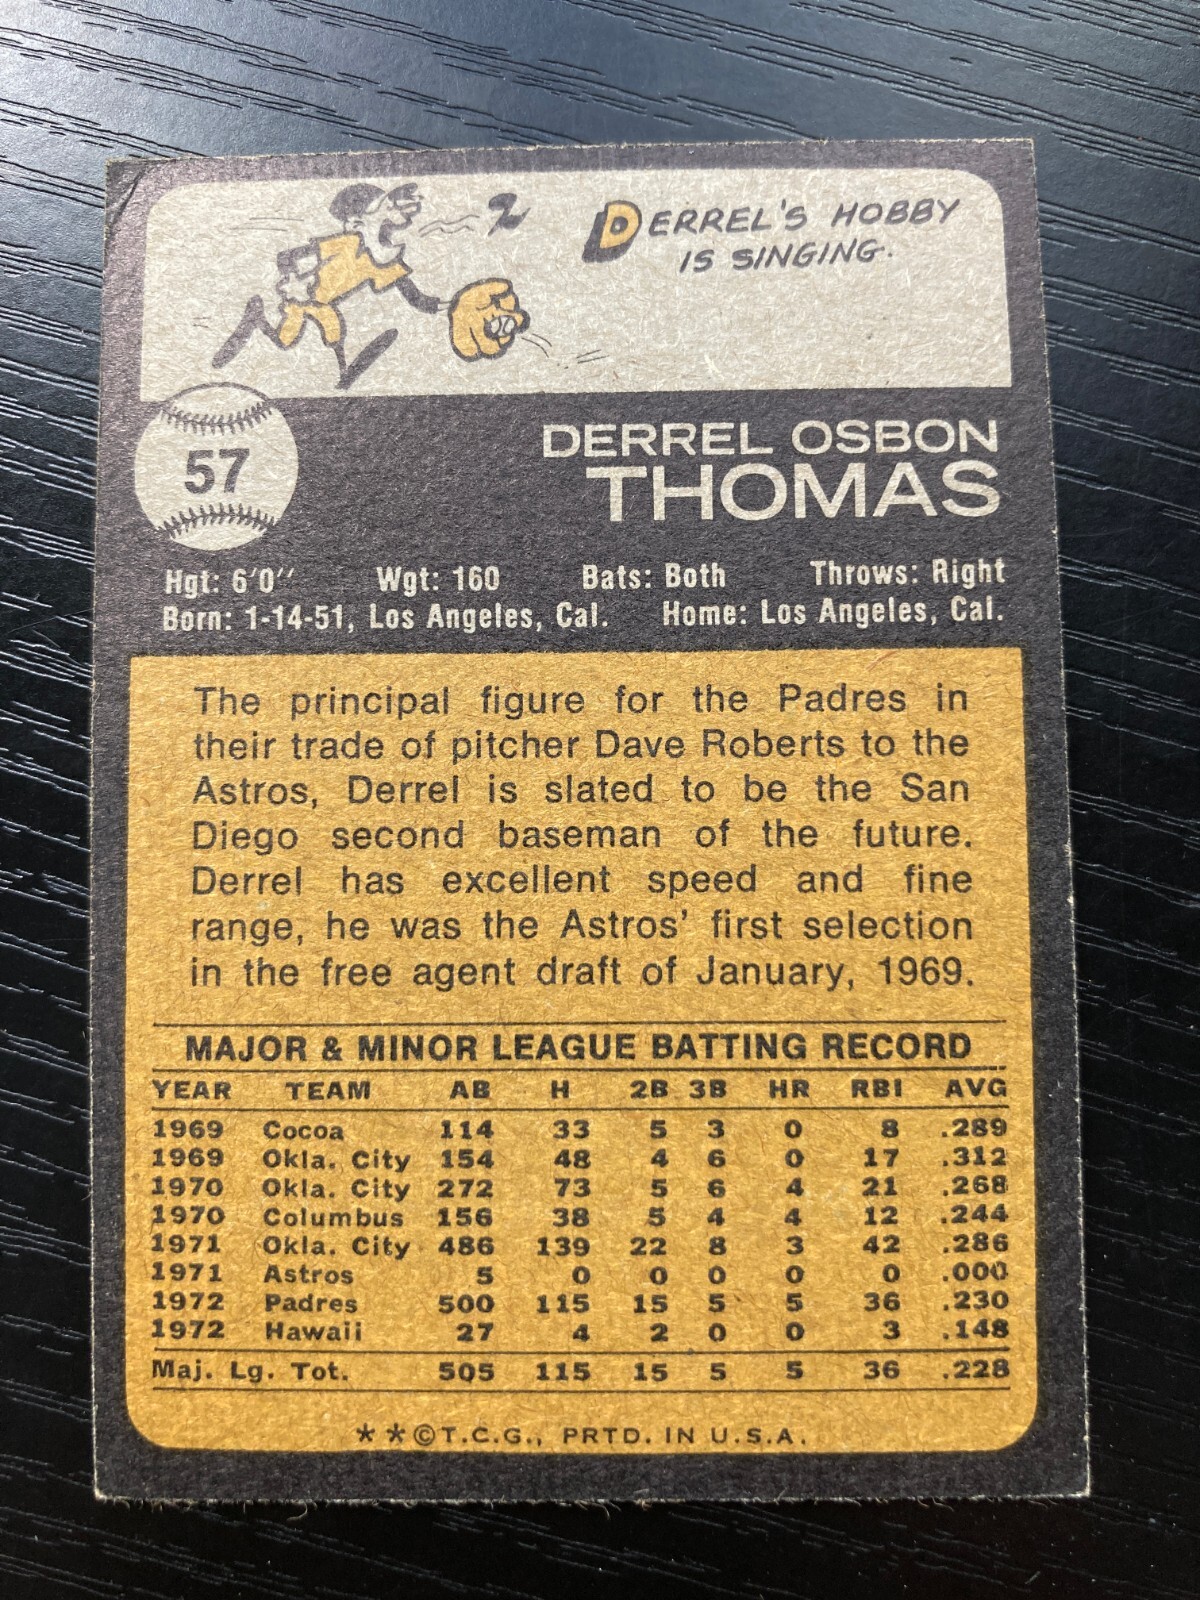 DERREL'S HOBBY
IS SINGING.
57
DERREL OSBON
THOMAS
Hgt: 6'0'' Wgt: 160 Bats: Both Throws: Right
Born: 1-14-51, Los Angeles, Cal. Home: Los Angeles, Cal.
The principal figure for the Padres in
their trade of pitcher Dave Roberts to the
Astros, Derrel is slated to be the San
Diego second baseman of the future.
Derrel has excellent speed and fine
range, he was the Astros' first selection
in the free agent draft of January, 1969.
MAJOR & MINOR LEAGUE BATTING RECORD
YEAR TEAM AB H 2B 3B HR RBI AVG
1969 Cocoa 114 33 5 3 0 8 .289
1969 Okla. City 154 48 4 6 0 17 .312
1970 Okla. City 272 73 5 6 4 21 .268
1970 Columbus 156 38 5 4 4 12 .244
1971 Okla. City 486 139 22 8 3 42 .286
1971 Astros 5 0 0 0 0 0 .000
1972 Padres 500 115 15 5 5 36 .230
1972 Hawaii 27 4 2 0 0 3 .148
Maj. Lg. Tot. 505 115 15 5 5 36 .228
**©T.C.G., PRTD. IN U.S.A.